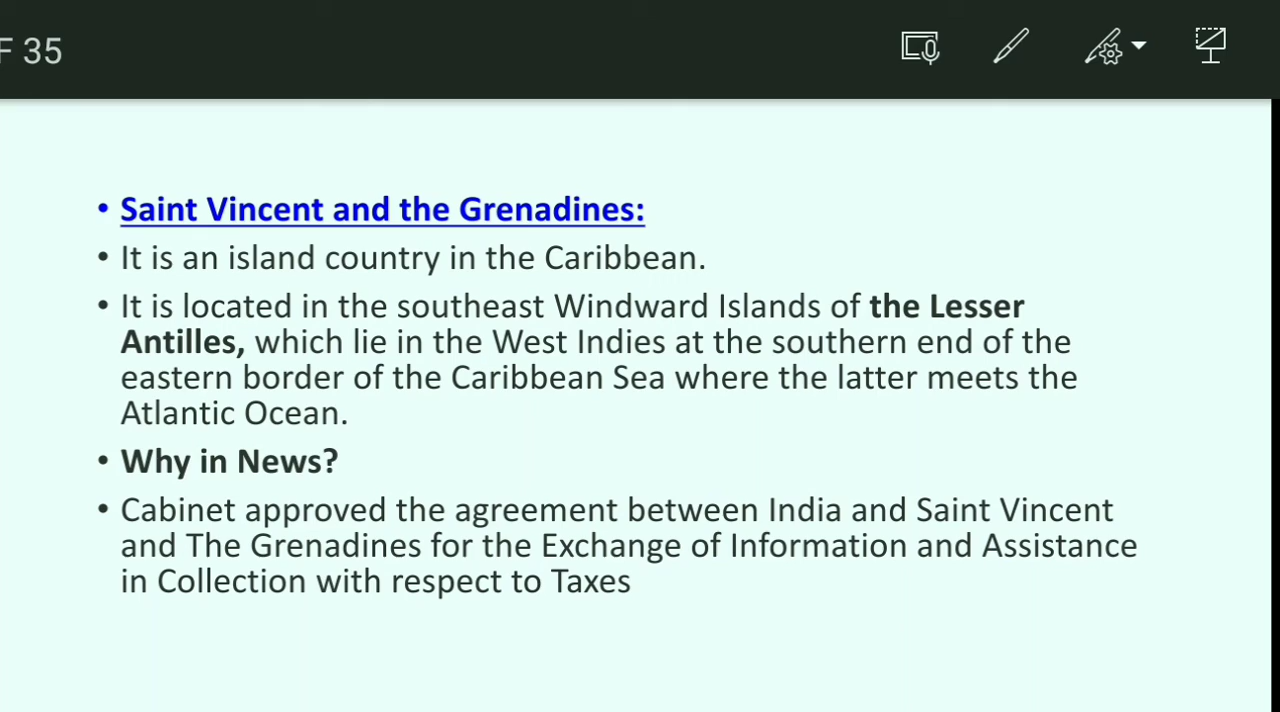 F 35
• Saint Vincent and the Grenadines:
• It is an island country in the Caribbean.
• It is located in the southeast Windward Islands of the Lesser
Antilles, which lie in the West Indies at the southern end of the
eastern border of the Caribbean Sea where the latter meets the
Atlantic Ocean.
• Why in News?
• Cabinet approved the agreement between India and Saint Vincent
and The Grenadines for the Exchange of Information and Assistance
in Collection with respect to Taxes